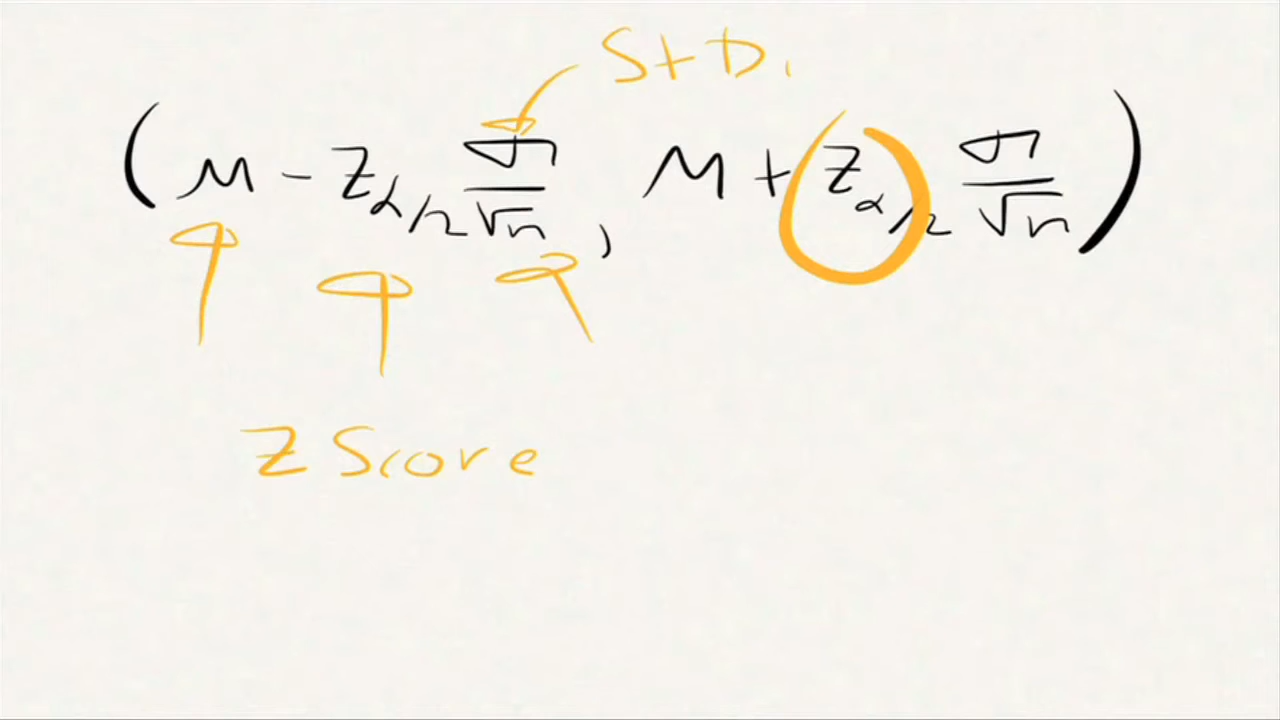 StD.
(M - Z α/2 σ/√n , M + Z α/2 σ/√n)
Z Score